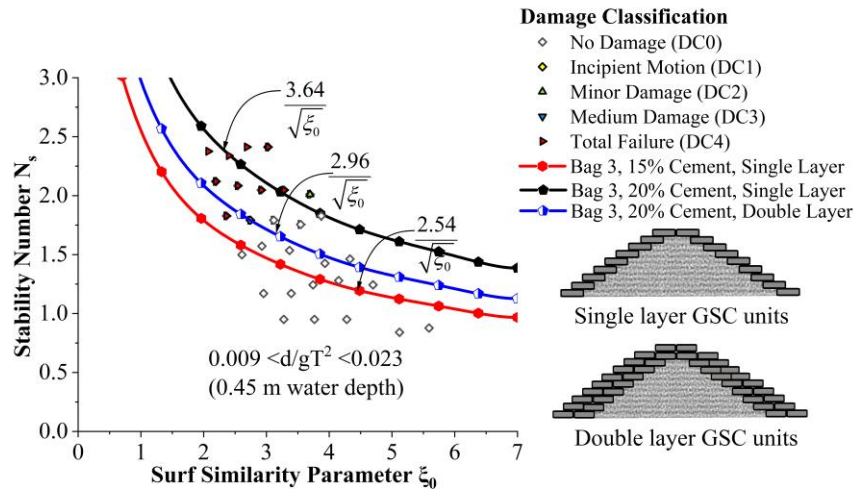 Damage Classification
No Damage (DC0)
Incipient Motion (DC1)
Minor Damage (DC2)
Medium Damage (DC3)
Total Failure (DC4)
Bag 3, 15% Cement, Single Layer
Bag 3, 20% Cement, Single Layer
Bag 3, 20% Cement, Double Layer
Single layer GSC units
Double layer GSC units
Stability Number Nₛ
3.0
2.5
2.0
1.5
1.0
0.5
0.0
3.64
√ξ₀
2.96
√ξ₀
2.54
√ξ₀
0.009 <d/gT² <0.023
(0.45 m water depth)
0 1 2 3 4 5 6 7
Surf Similarity Parameter ξ₀